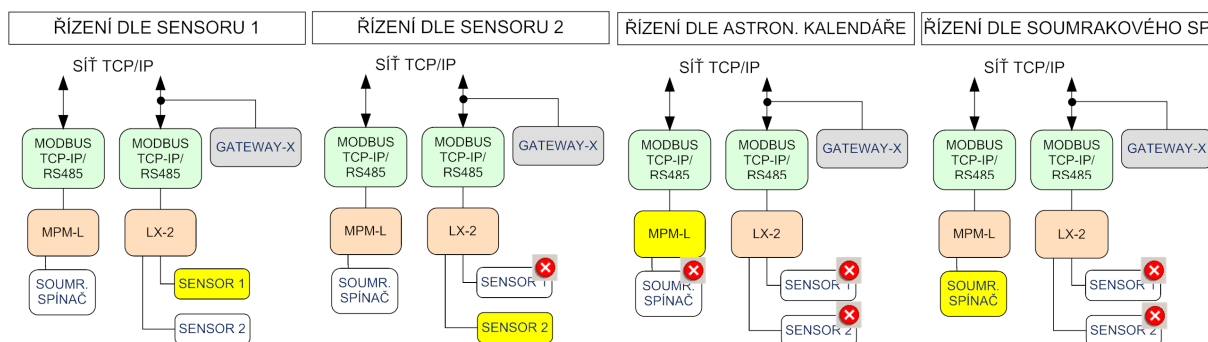 ŘÍZENÍ DLE SENSORU 1
SÍŤ TCP/IP
MODBUS
TCP-IP/
RS485
MODBUS
TCP-IP/
RS485
GATEWAY-X
MPM-L
LX-2
SOUMR.
SPÍNAČ
SENSOR 1
SENSOR 2
ŘÍZENÍ DLE SENSORU 2
SÍŤ TCP/IP
MODBUS
TCP-IP/
RS485
MODBUS
TCP-IP/
RS485
GATEWAY-X
MPM-L
LX-2
SOUMR.
SPÍNAČ
SENSOR 1
SENSOR 2
ŘÍZENÍ DLE ASTRON. KALENDÁŘE
SÍŤ TCP/IP
MODBUS
TCP-IP/
RS485
MODBUS
TCP-IP/
RS485
GATEWAY-X
MPM-L
LX-2
SOUMR.
SPÍNAČ
SENSOR 1
SENSOR 2
ŘÍZENÍ DLE SOUMRAKOVÉHO SP
SÍŤ TCP/IP
MODBUS
TCP-IP/
RS485
MODBUS
TCP-IP/
RS485
GATEWAY-X
MPM-L
LX-2
SOUMR.
SPÍNAČ
SENSOR 1
SENSOR 2